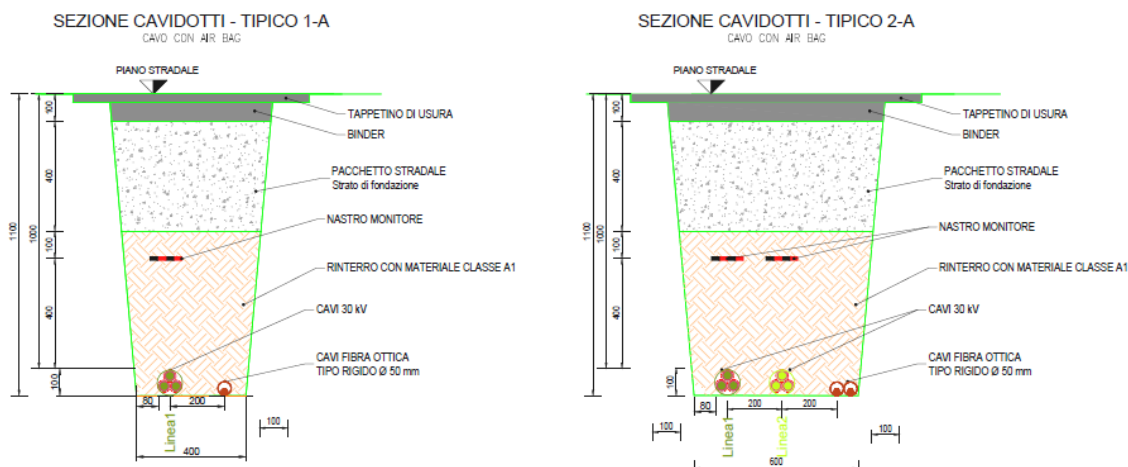 SEZIONE CAVIDOTTI - TIPICO 1-A
CAVO CON AIR BAG
PIANO STRADALE
TAPPETINO DI USURA
BINDER
PACCHETTO STRADALE
Strato di fondazione
NASTRO MONITORE
RINTERRO CON MATERIALE CLASSE A1
CAVI 30 kV
CAVI FIBRA OTTICA
TIPO RIGIDO Ø 50 mm
1100
1000
100
400
100
400
100
80
200
100
Linea1
400
SEZIONE CAVIDOTTI - TIPICO 2-A
CAVO CON AIR BAG
PIANO STRADALE
TAPPETINO DI USURA
BINDER
PACCHETTO STRADALE
Strato di fondazione
NASTRO MONITORE
RINTERRO CON MATERIALE CLASSE A1
CAVI 30 kV
CAVI FIBRA OTTICA
TIPO RIGIDO Ø 50 mm
1100
1000
100
400
100
400
100
80
200
200
100
100
Linea1
Linea2
600